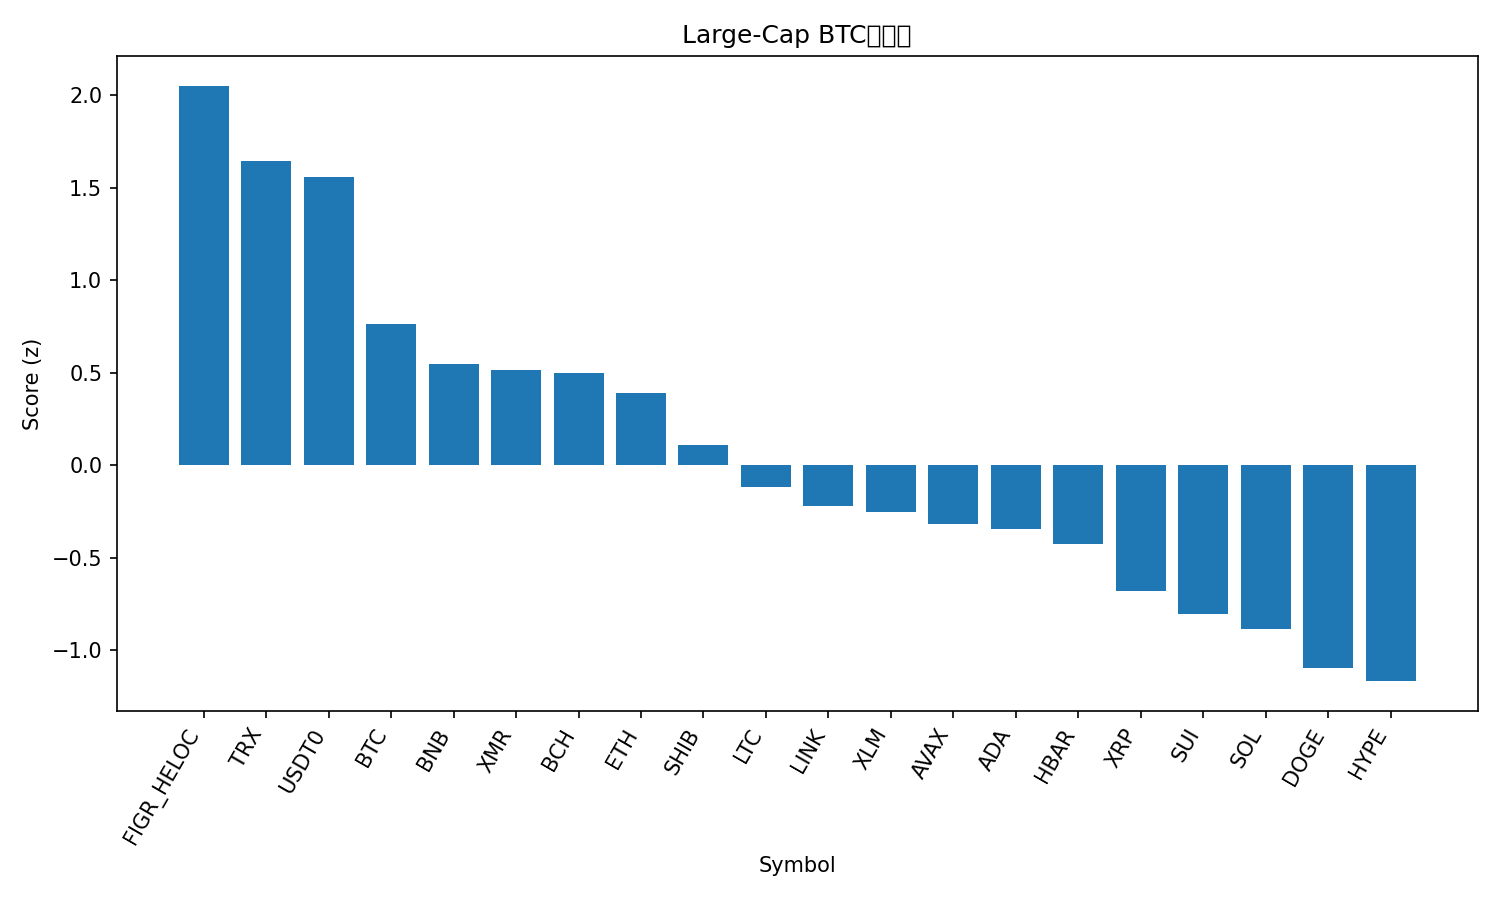 Large-Cap BTC
2.0
1.5
1.0
0.5
0.0
−0.5
−1.0
Score (z)
FIGR_HELOC
TRX
USDT0
BTC
BNB
XMR
BCH
ETH
SHIB
LTC
LINK
XLM
AVAX
ADA
HBAR
XRP
SUI
SOL
DOGE
HYPE
Symbol